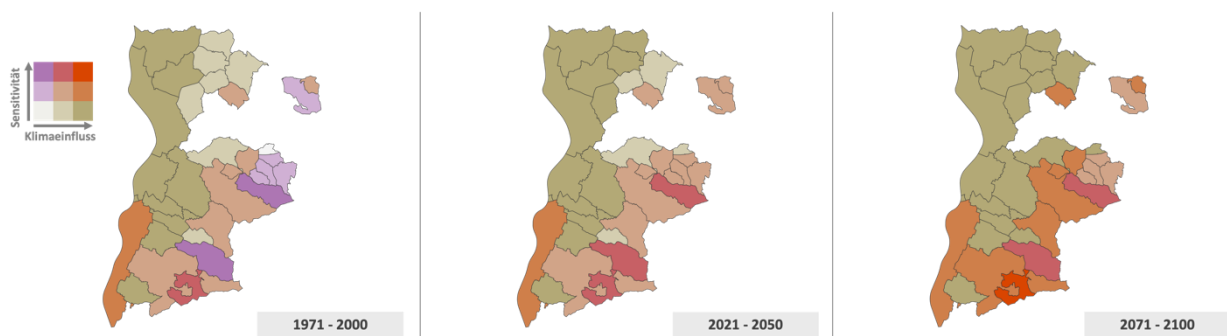 Sensitivität
Klimaeinfluss
1971 - 2000
2021 - 2050
2071 - 2100